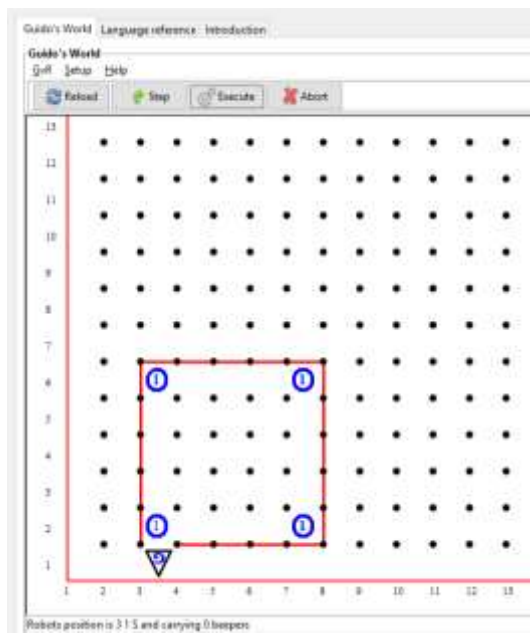 Guido's World Language reference Introduction
Guido's World
GvR Setup Help
Reload Step Execute Abort
13
12
11
10
9
8
7
6
1 1
5
4
3
2
1 1
1
1 2 3 4 5 6 7 8 9 10 11 12 13
Robots position is 3 1 S and carrying 0 beepers